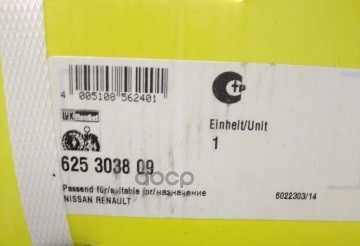 4 005108 562401
LuK RepSet
Einheit/Unit
1
625 3038 09
Passend für/suitable for/назначение
NISSAN RENAULT
6022303/14